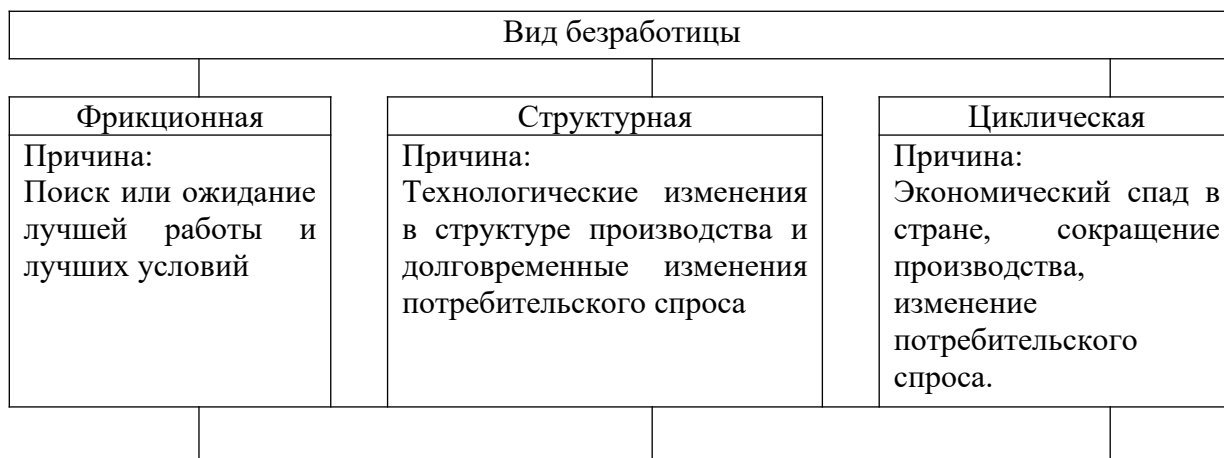 Вид безработицы
Фрикционная
Причина:
Поиск или ожидание
лучшей работы и
лучших условий
Структурная
Причина:
Технологические изменения
в структуре производства и
долговременные изменения
потребительского спроса
Циклическая
Причина:
Экономический спад в
стране, сокращение
производства,
изменение
потребительского
спроса.